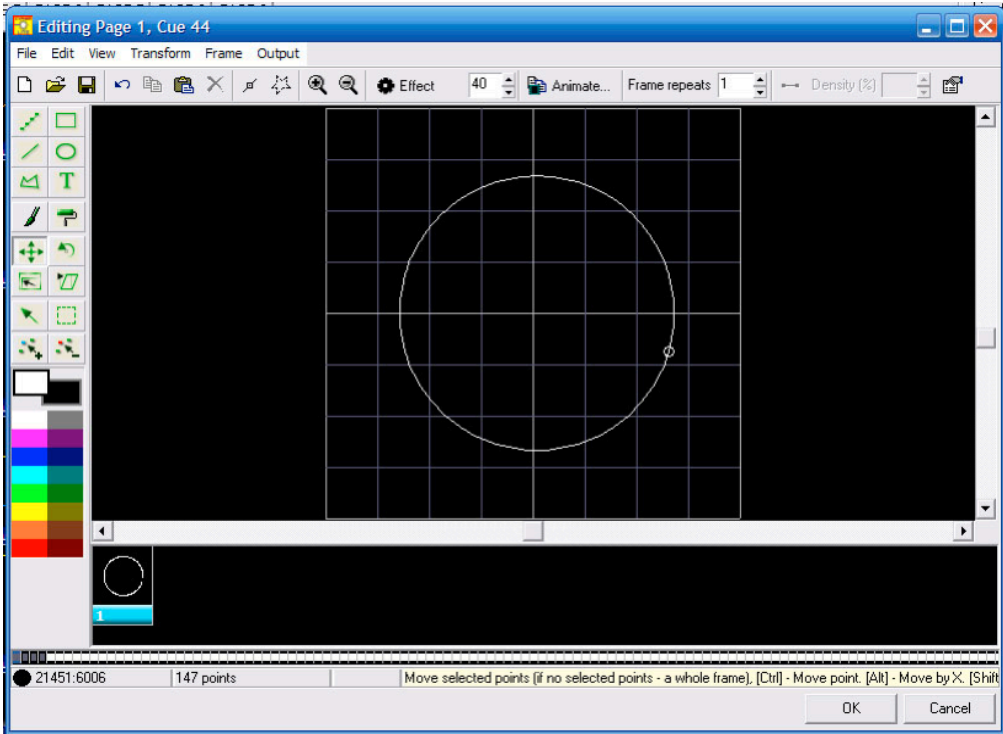 Editing Page 1, Cue 44
File Edit View Transform Frame Output
Effect 40 Animate... Frame repeats 1 Density (%)
T
1
21451:6006 147 points Move selected points (if no selected points - a whole frame), [Ctrl] - Move point. [Alt] - Move by X. [Shift
OK Cancel